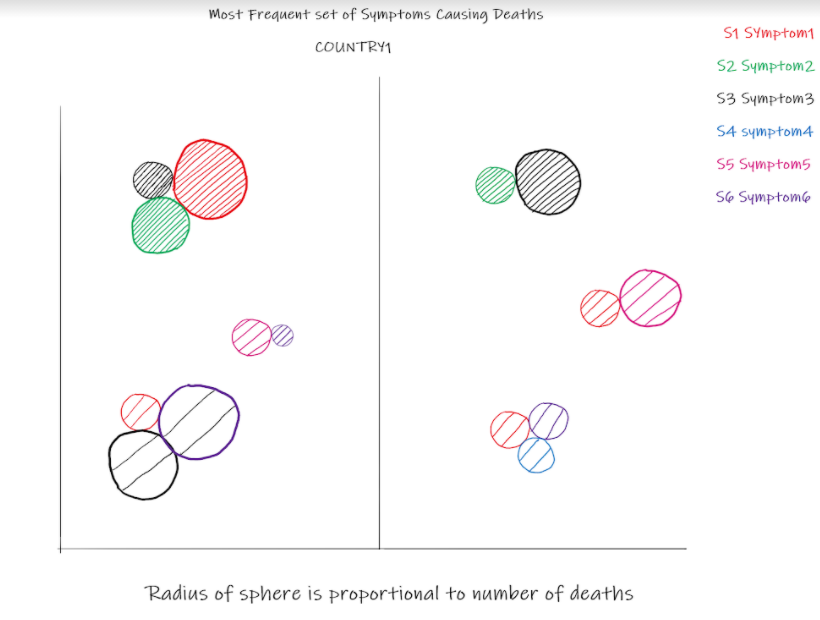 Most Frequent set of Symptoms Causing Deaths
COUNTRY1
S1 SYmptom1
S2 Symptom2
S3 Symptom3
S4 symptom4
S5 Symptom5
S6 Symptom6
Radius of sphere is proportional to number of deaths